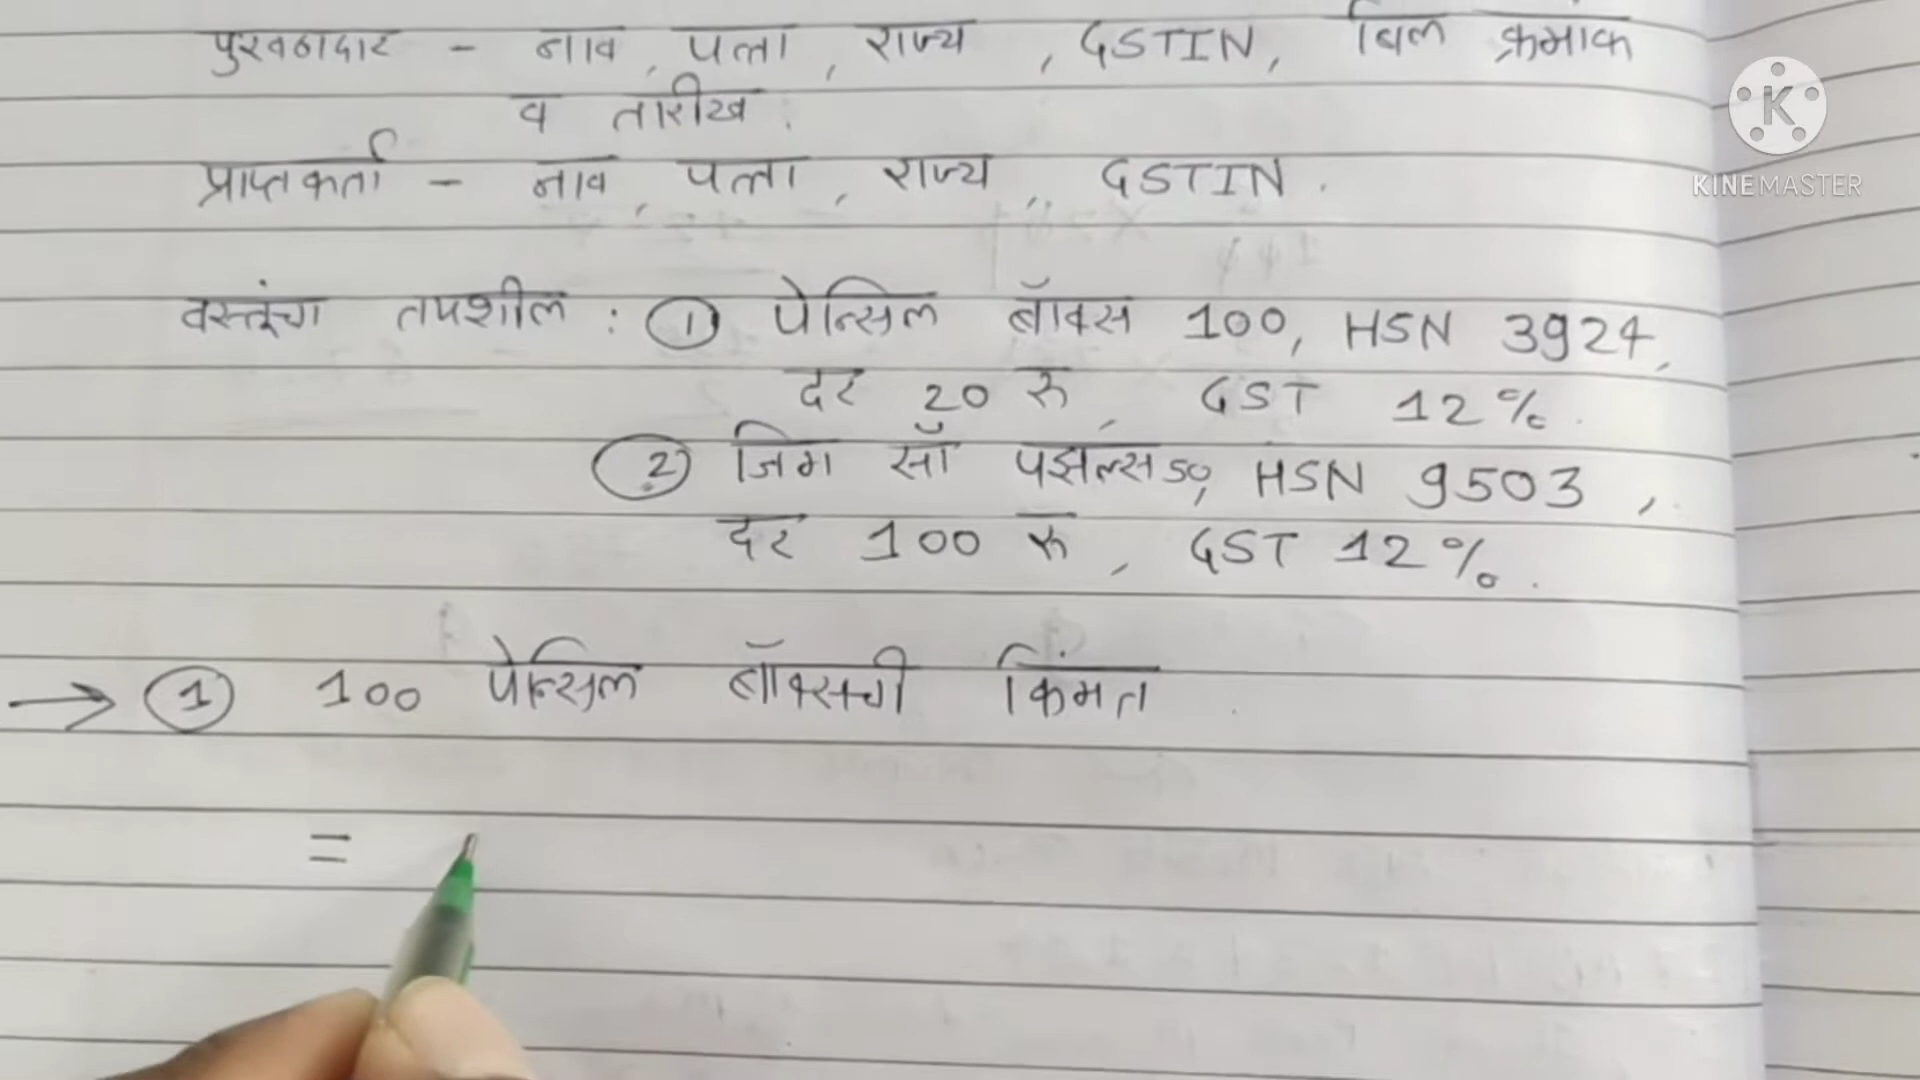 पुरवठादार - नाव, पत्ता, राज्य, GSTIN, बिल क्रमांक
व तारीख.
प्राप्तकर्ता - नाव, पत्ता, राज्य, GSTIN.
वस्तूंचा तपशील : ① पेन्सिल बॉक्स 100, HSN 3924,
दर 20 रु, GST 12%.
② जिग सॉ पझल्स 50, HSN 9503,
दर 100 रु, GST 12%.
→ ① 100 पेन्सिल बॉक्सची किंमत
=
KINEMASTER